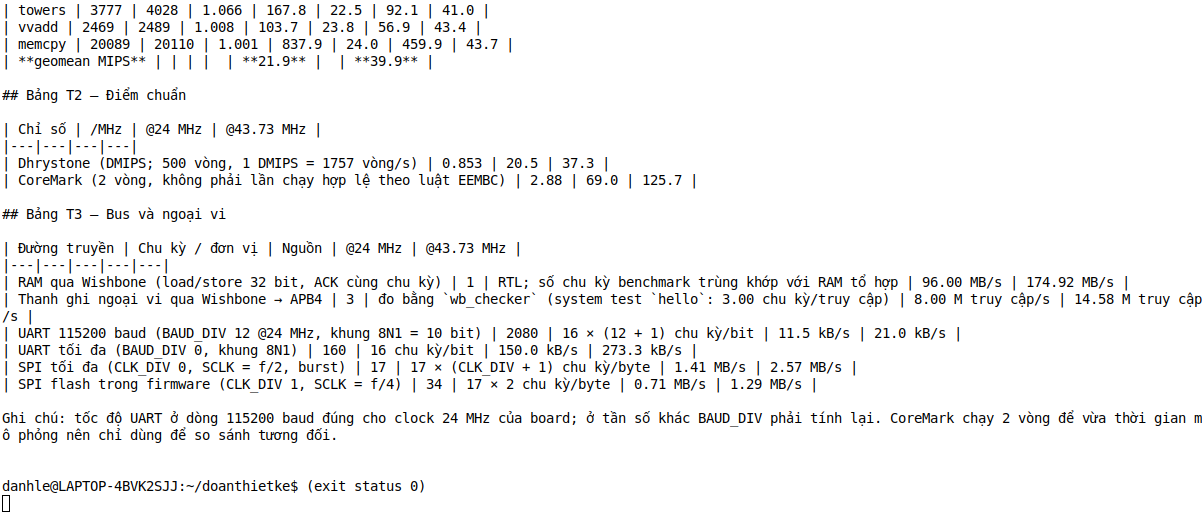 | towers | 3777 | 4028 | 1.066 | 167.8 | 22.5 | 92.1 | 41.0 |
| vvadd | 2469 | 2489 | 1.008 | 103.7 | 23.8 | 56.9 | 43.4 |
| memcpy | 20089 | 20110 | 1.001 | 837.9 | 24.0 | 459.9 | 43.7 |
| **geomean MIPS** | | | |  | **21.9** |  | **39.9** |
## Bảng T2 — Điểm chuẩn
| Chỉ số | /MHz | @24 MHz | @43.73 MHz |
|---|---|---|---|
| Dhrystone (DMIPS; 500 vòng, 1 DMIPS = 1757 vòng/s) | 0.853 | 20.5 | 37.3 |
| CoreMark (2 vòng, không phải lần chạy hợp lệ theo luật EEMBC) | 2.88 | 69.0 | 125.7 |
## Bảng T3 — Bus và ngoại vi
| Đường truyền | Chu kỳ / đơn vị | Nguồn | @24 MHz | @43.73 MHz |
|---|---|---|---|---|
| RAM qua Wishbone (load/store 32 bit, ACK cùng chu kỳ) | 1 | RTL; số chu kỳ benchmark trùng khớp với RAM tổ hợp | 96.00 MB/s | 174.92 MB/s |
| Thanh ghi ngoại vi qua Wishbone → APB4 | 3 | đo bằng `wb_checker` (system test `hello`: 3.00 chu kỳ/truy cập) | 8.00 M truy cập/s | 14.58 M truy cập
/s |
| UART 115200 baud (BAUD_DIV 12 @24 MHz, khung 8N1 = 10 bit) | 2080 | 16 × (12 + 1) chu kỳ/bit | 11.5 kB/s | 21.0 kB/s |
| UART tối đa (BAUD_DIV 0, khung 8N1) | 160 | 16 chu kỳ/bit | 150.0 kB/s | 273.3 kB/s |
| SPI tối đa (CLK_DIV 0, SCLK = f/2, burst) | 17 | 17 × (CLK_DIV + 1) chu kỳ/byte | 1.41 MB/s | 2.57 MB/s |
| SPI flash trong firmware (CLK_DIV 1, SCLK = f/4) | 34 | 17 × 2 chu kỳ/byte | 0.71 MB/s | 1.29 MB/s |
Ghi chú: tốc độ UART ở dòng 115200 baud đúng cho clock 24 MHz của board; ở tần số khác BAUD_DIV phải tính lại. CoreMark chạy 2 vòng để vừa thời gian m
ô phỏng nên chỉ dùng để so sánh tương đối.
danhle@LAPTOP-4BVK2SJJ:~/doanthietke$ (exit status 0)